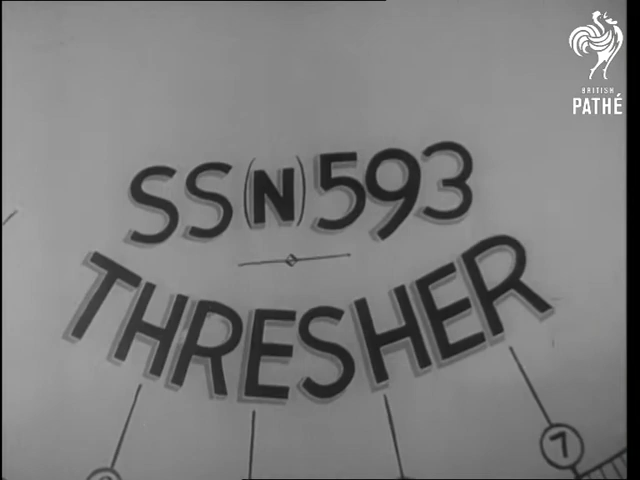 BRITISH
PATHÉ
SS(N)593
THRESHER
7